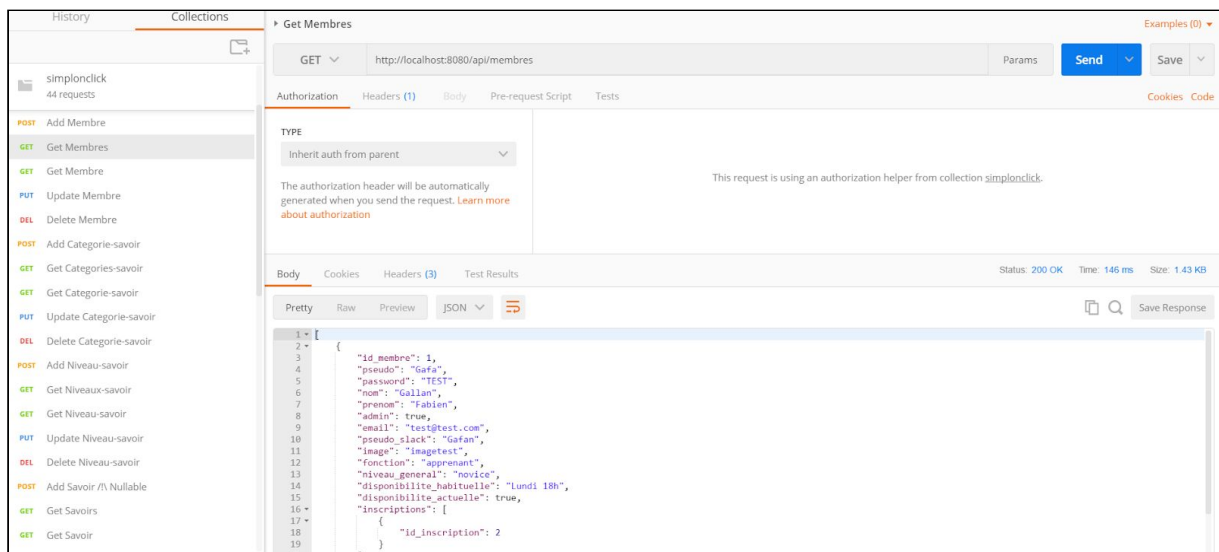 History Collections
simplonclick
44 requests
POST Add Membre
GET Get Membres
GET Get Membre
PUT Update Membre
DEL Delete Membre
POST Add Categorie-savoir
GET Get Categories-savoir
GET Get Categorie-savoir
PUT Update Categorie-savoir
DEL Delete Categorie-savoir
POST Add Niveau-savoir
GET Get Niveaux-savoir
GET Get Niveau-savoir
PUT Update Niveau-savoir
DEL Delete Niveau-savoir
POST Add Savoir /!\ Nullable
GET Get Savoirs
GET Get Savoir
Get Membres Examples (0)
GET http://localhost:8080/api/membres Params Send Save
Authorization Headers (1) Body Pre-request Script Tests Cookies Code
TYPE
Inherit auth from parent
The authorization header will be automatically
generated when you send the request. Learn more
about authorization
This request is using an authorization helper from collection simplonclick.
Body Cookies Headers (3) Test Results Status: 200 OK Time: 146 ms Size: 1.43 KB
Pretty Raw Preview JSON Save Response
1 [
2 {
3 "id_membre": 1,
4 "pseudo": "Gafa",
5 "password": "TEST",
6 "nom": "Gallan",
7 "prenom": "Fabien",
8 "admin": true,
9 "email": "test@test.com",
10 "pseudo_slack": "Gafan",
11 "image": "imagetest",
12 "fonction": "apprenant",
13 "niveau_general": "novice",
14 "disponibilite_habituelle": "Lundi 18h",
15 "disponibilite_actuelle": true,
16 "inscriptions": [
17 {
18 "id_inscription": 2
19 }